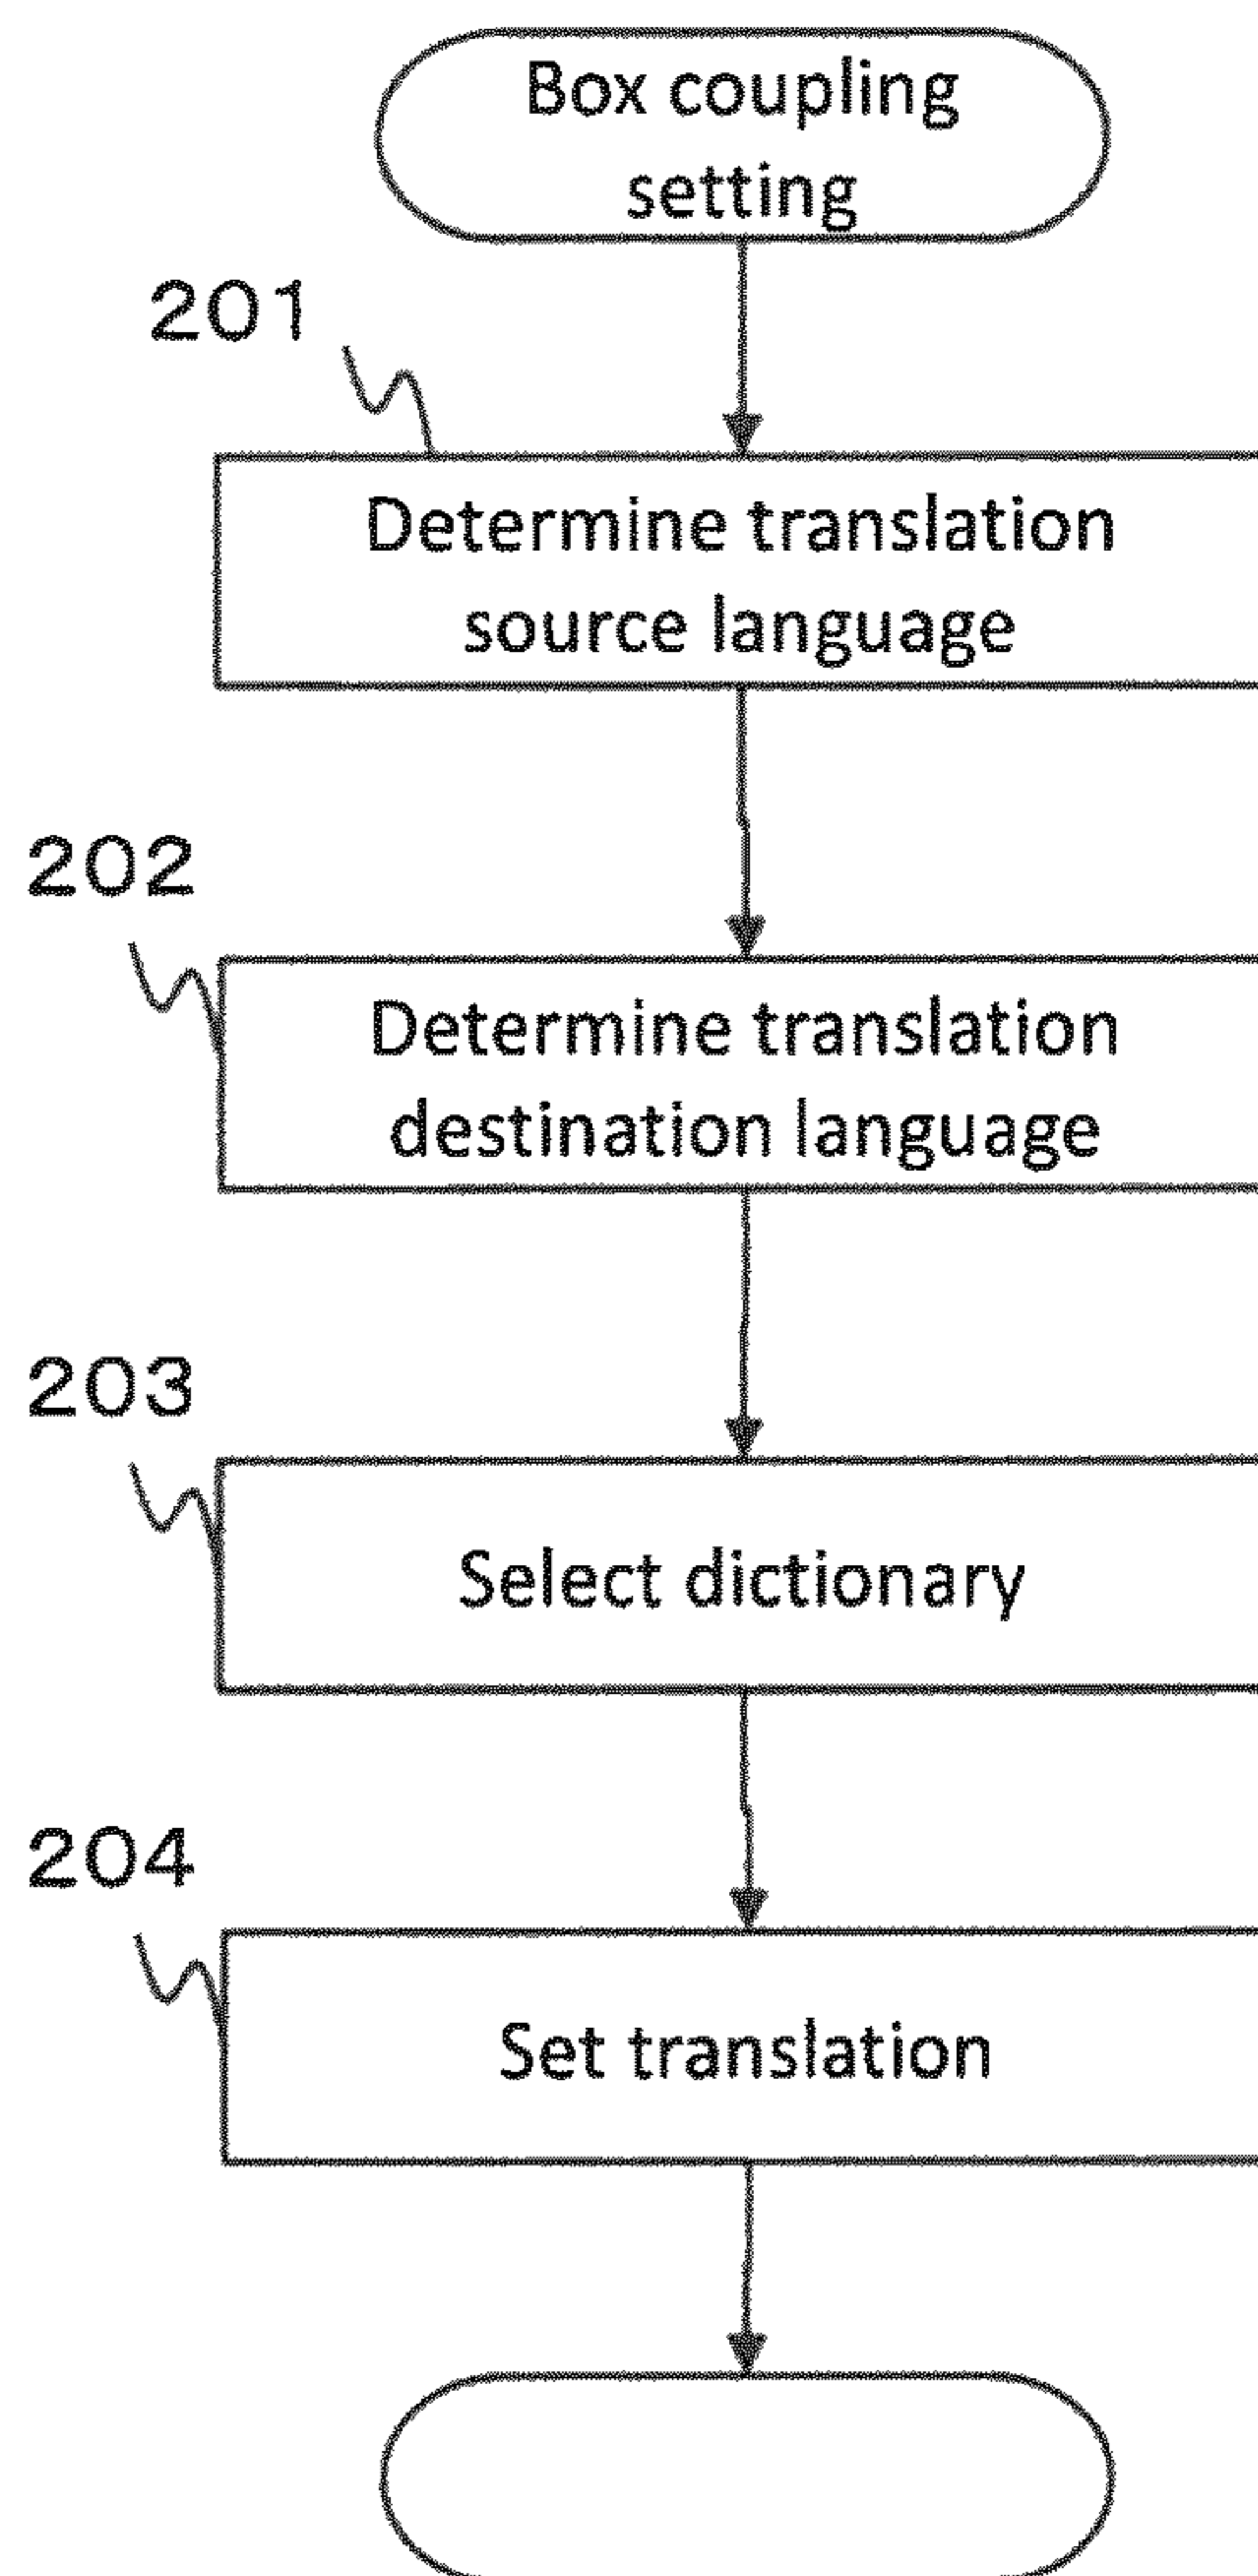 Box coupling
setting
201
Determine translation
source language
202
Determine translation
destination language
203
Select dictionary
204
Set translation